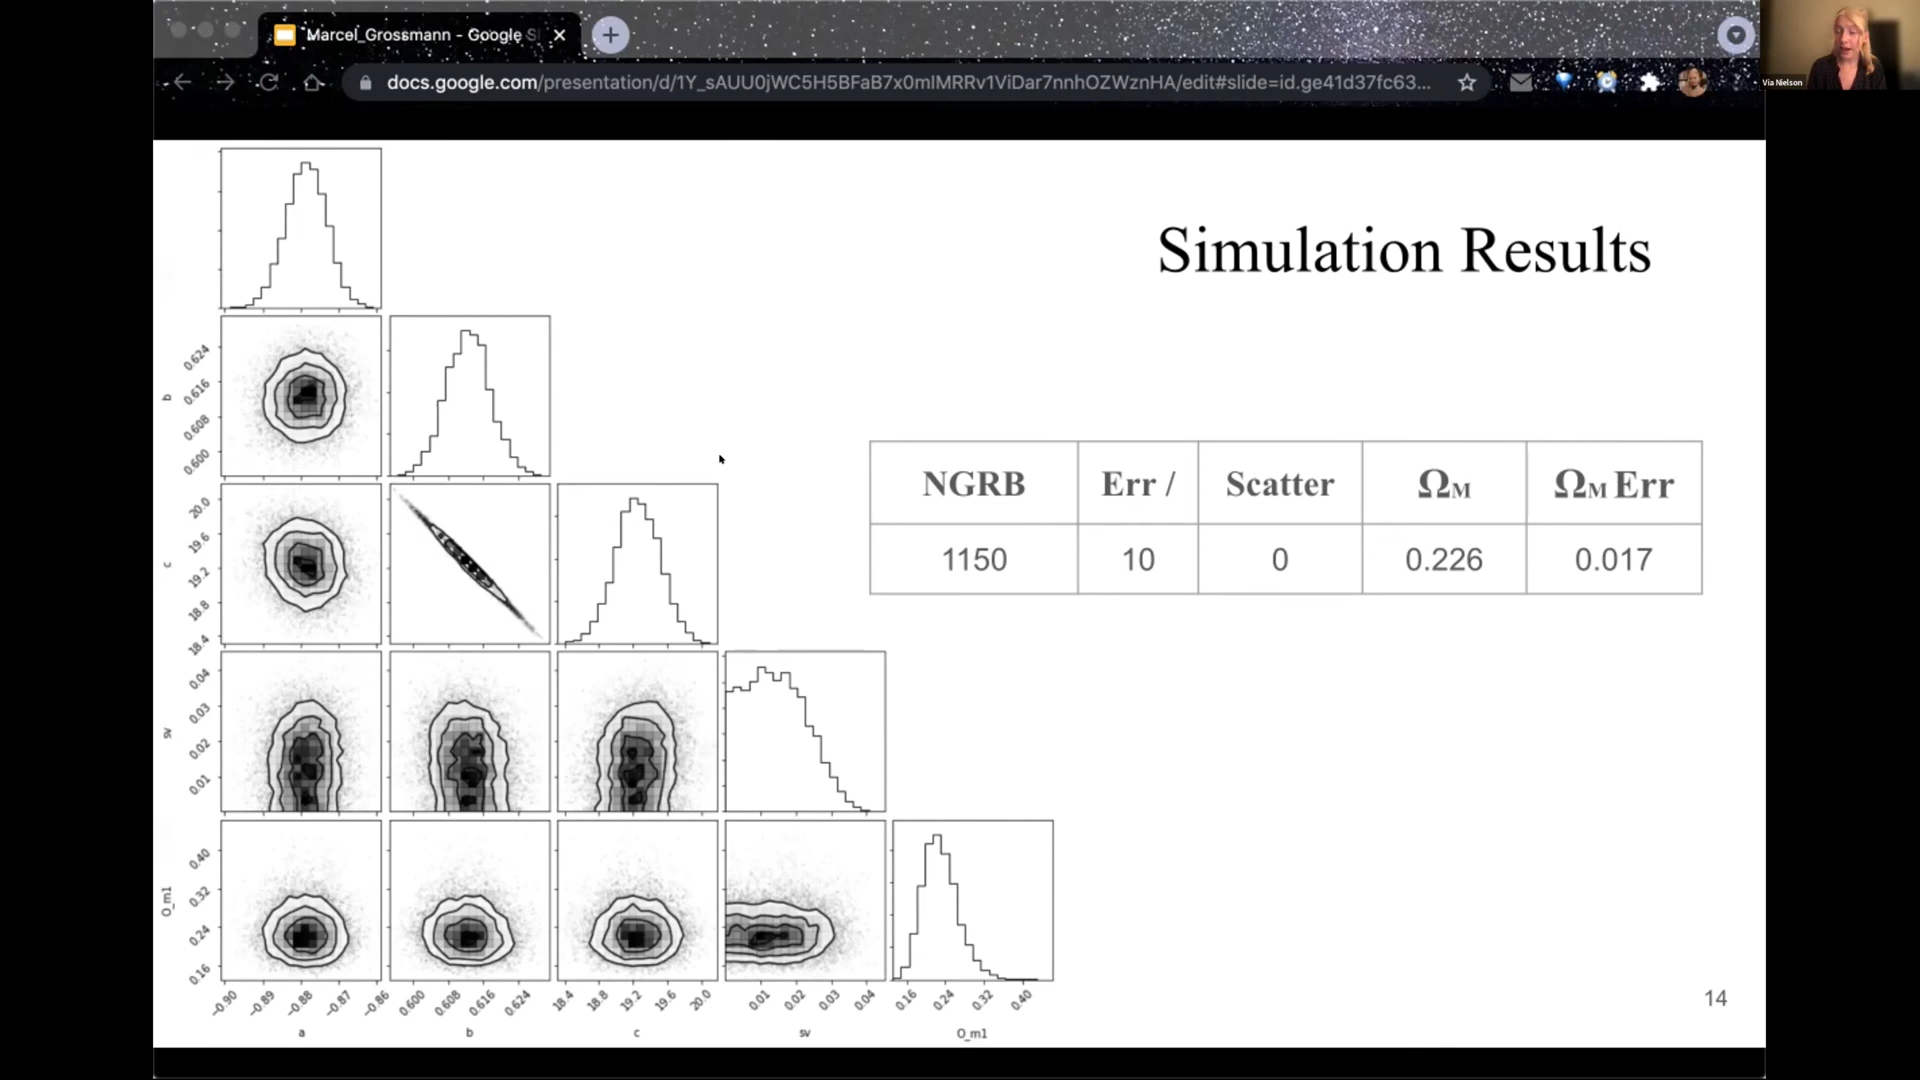 Marcel_Grossmann - Google S
docs.google.com/presentation/d/1Y_sAUU0jWC5H5BFaB7x0mlMRRv1ViDar7nnhOZWznHA/edit#slide=id.ge41d37fc63...
Via Nielson
Simulation Results
NGRB Err / Scatter ΩM ΩM Err
1150 10 0 0.226 0.017
b
0.624
0.616
0.608
0.600
c
20.0
19.6
19.2
18.8
18.4
sv
0.04
0.03
0.02
0.01
O_m1
0.40
0.32
0.24
0.16
−0.90 −0.89 −0.88 −0.87 −0.86
0.600 0.608 0.616 0.624
18.4 18.8 19.2 19.6 20.0
0.01 0.02 0.03 0.04
0.16 0.24 0.32 0.40
a b c sv O_m1
14